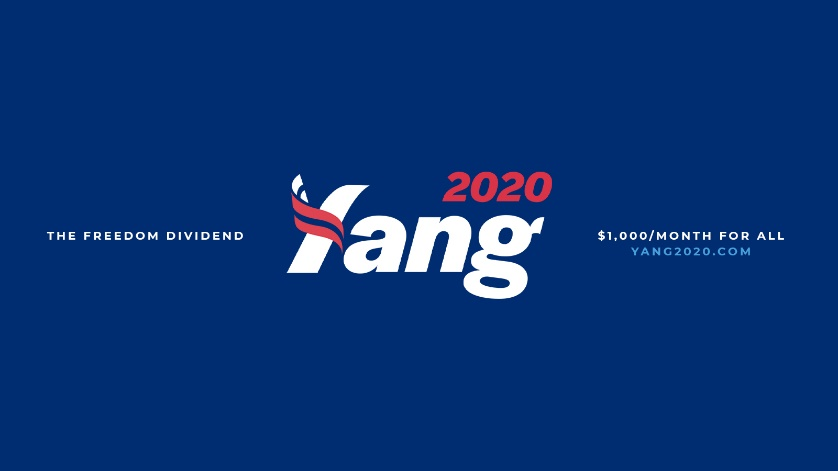 2020
THE FREEDOM DIVIDEND
Yang
$1,000/MONTH FOR ALL
YANG2020.COM